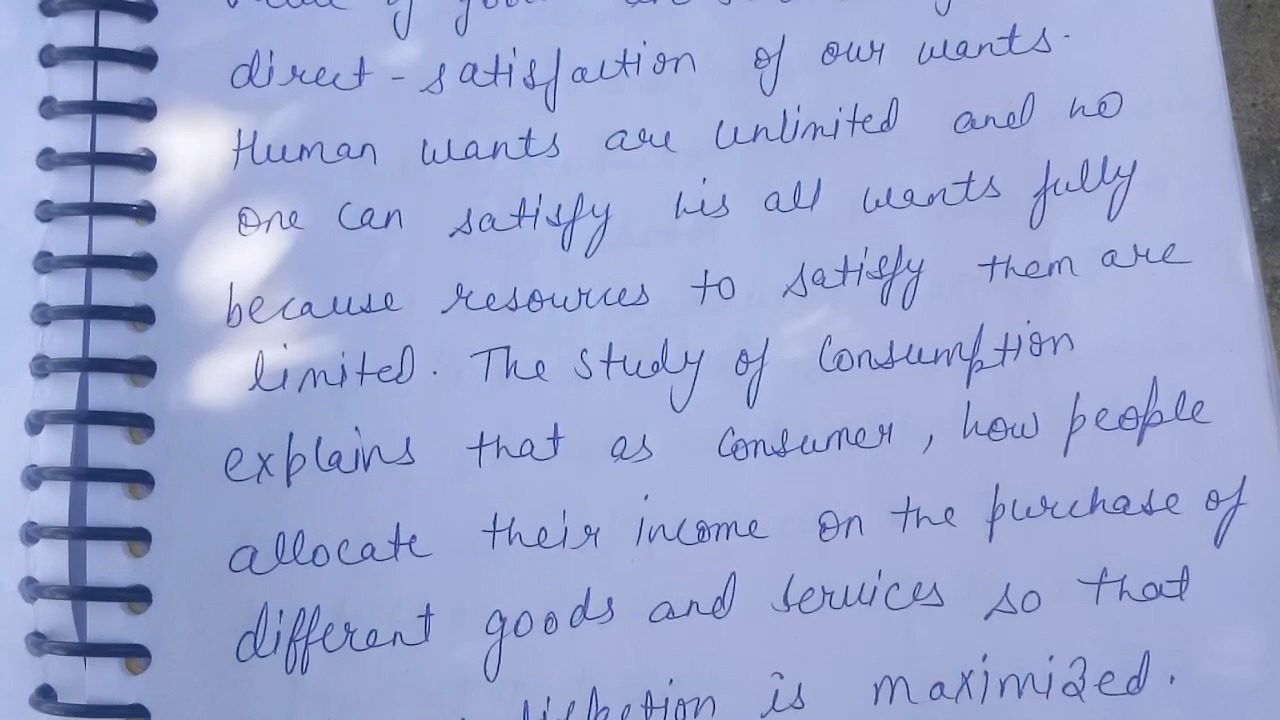 of
direct - satisfaction of our wants.
Human wants are unlimited and no
one can satisfy his all wants fully
because resources to satisfy them are
limited. The study of Consumption
explains that as Consumer, how people
allocate their income on the purchase of
different goods and services so that
is maximized.